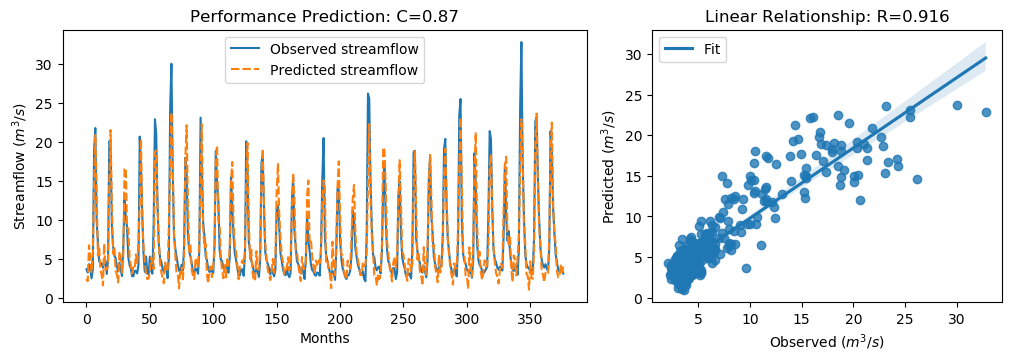 Performance Prediction: C=0.87
Observed streamflow
Predicted streamflow
Streamflow (m³/s)
30
25
20
15
10
5
0
0 50 100 150 200 250 300 350
Months
Linear Relationship: R=0.916
Fit
Predicted (m³/s)
30
25
20
15
10
5
0
5 10 15 20 25 30
Observed (m³/s)